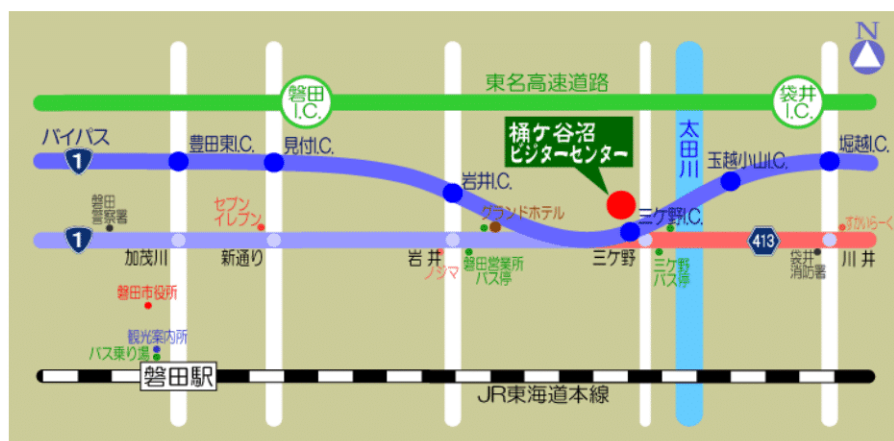 N
東名高速道路
磐田
I.C.
袋井
I.C.
バイパス
1
豊田東I.C.
見付I.C.
岩井I.C.
桶ケ谷沼
ビジターセンター
太田川
玉越小山I.C.
堀越I.C.
三ケ野I.C.
磐田
警察署
セブン
イレブン
グランドホテル
すかいらーく
1
413
加茂川
新通り
岩井
ノジマ
磐田営業所
バス停
三ケ野
三ケ野
バス停
袋井
消防署
川井
磐田市役所
観光案内所
バス乗り場
磐田駅
JR東海道本線